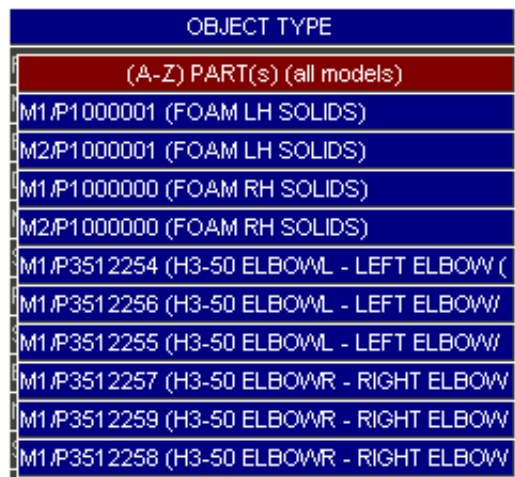 OBJECT TYPE
(A-Z) PART(s) (all models)
M1/P1000001 (FOAM LH SOLIDS)
M2/P1000001 (FOAM LH SOLIDS)
M1/P1000000 (FOAM RH SOLIDS)
M2/P1000000 (FOAM RH SOLIDS)
M1/P3512254 (H3-50 ELBOWL - LEFT ELBOW (
M1/P3512256 (H3-50 ELBOWL - LEFT ELBOW/
M1/P3512255 (H3-50 ELBOWL - LEFT ELBOW/
M1/P3512257 (H3-50 ELBOWR - RIGHT ELBOW
M1/P3512259 (H3-50 ELBOWR - RIGHT ELBOW
M1/P3512258 (H3-50 ELBOWR - RIGHT ELBOW